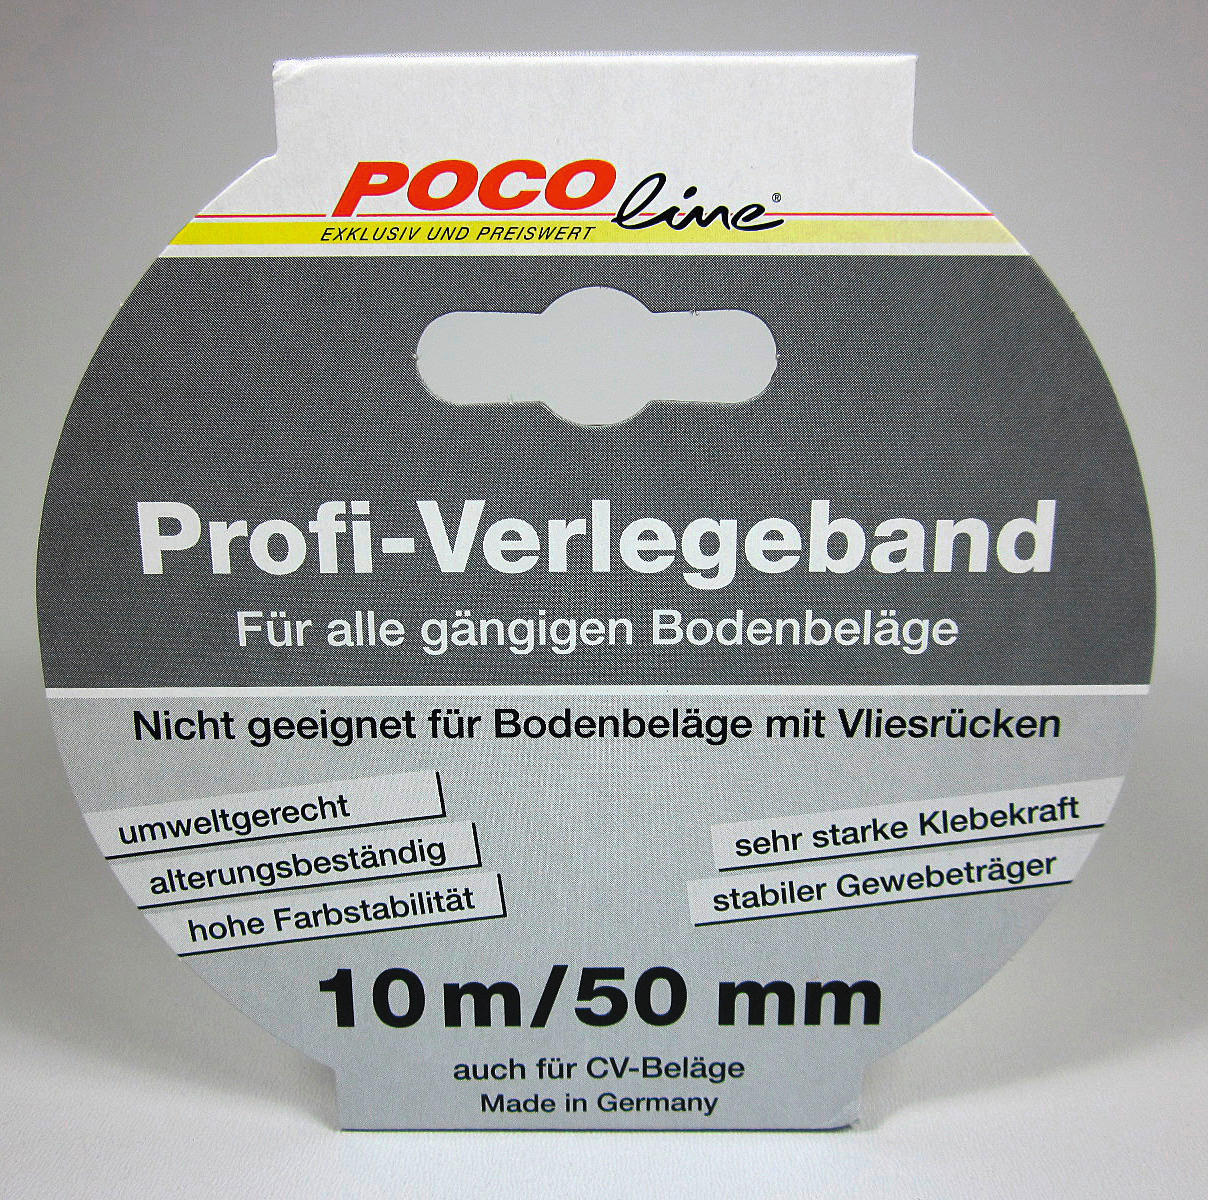 POCO line®
EXKLUSIV UND PREISWERT
Profi-Verlegeband
Für alle gängigen Bodenbeläge
Nicht geeignet für Bodenbeläge mit Vliesrücken
umweltgerecht
alterungsbeständig
hohe Farbstabilität
sehr starke Klebekraft
stabiler Gewebeträger
10 m/50 mm
auch für CV-Beläge
Made in Germany